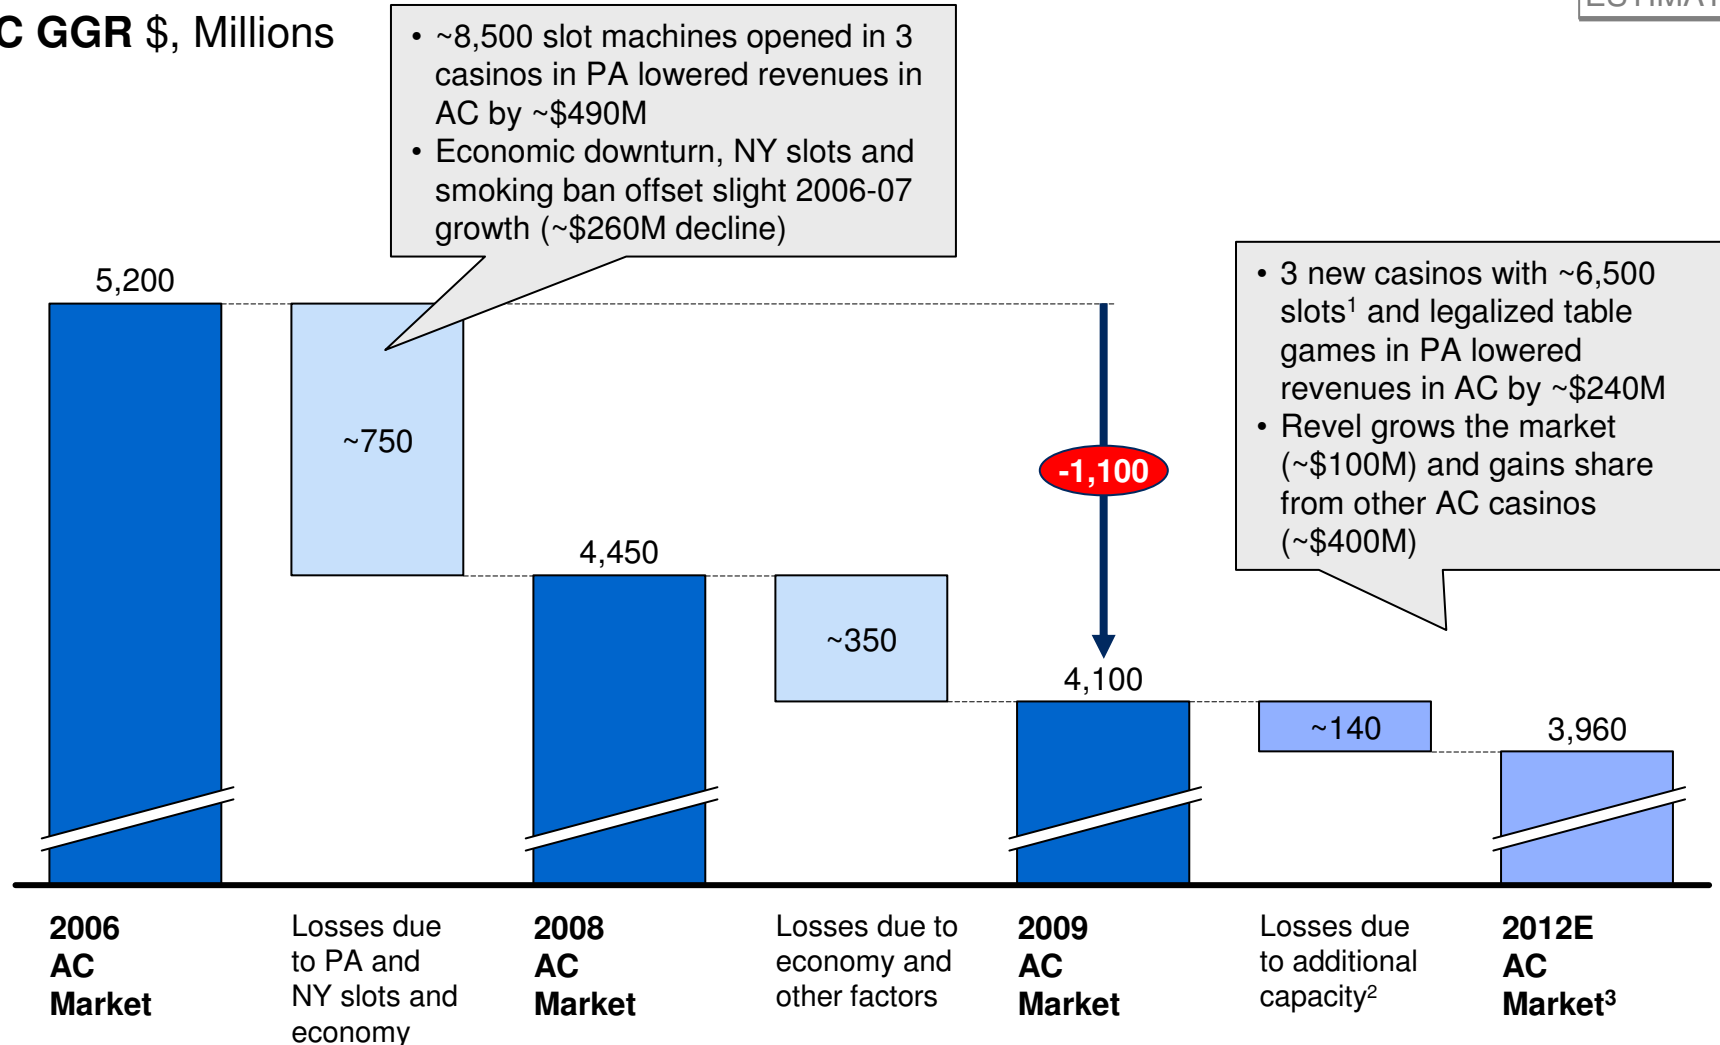 C GGR $, Millions
ESTIMAT
• ~8,500 slot machines opened in 3
casinos in PA lowered revenues in
AC by ~$490M
• Economic downturn, NY slots and
smoking ban offset slight 2006-07
growth (~$260M decline)
• 3 new casinos with ~6,500
slots¹ and legalized table
games in PA lowered
revenues in AC by ~$240M
• Revel grows the market
(~$100M) and gains share
from other AC casinos
(~$400M)
5,200
~750
4,450
~350
-1,100
4,100
~140
3,960
2006
AC
Market
Losses due
to PA and
NY slots and
economy
2008
AC
Market
Losses due to
economy and
other factors
2009
AC
Market
Losses due
to additional
capacity²
2012E
AC
Market³